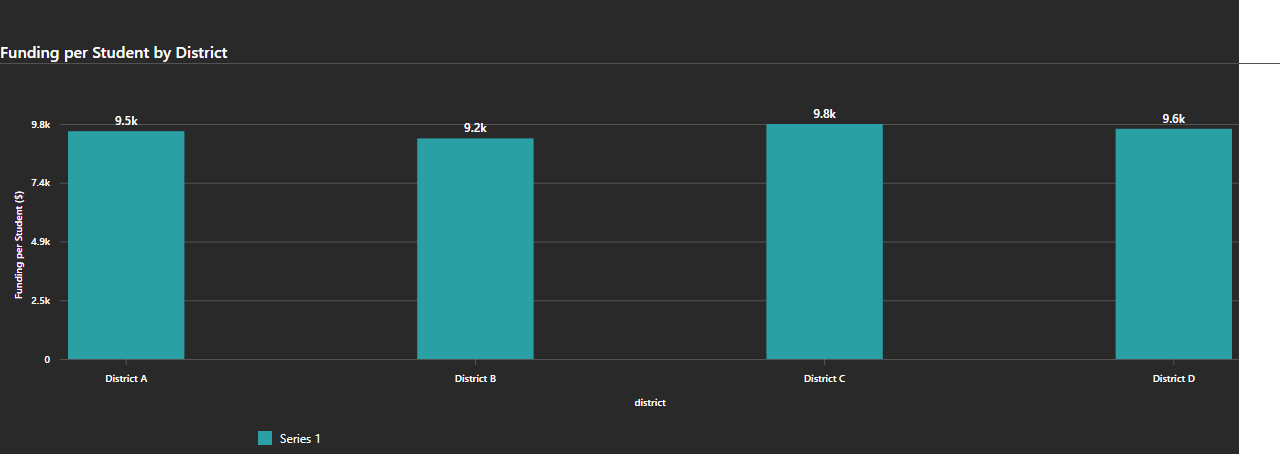 Funding per Student by District
9.5k
9.2k
9.8k
9.6k
9.8k
7.4k
4.9k
2.5k
0
Funding per Student ($)
District A
District B
District C
District D
district
Series 1